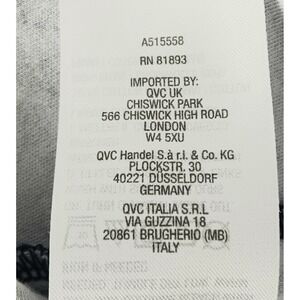 A515558
RN 81893
IMPORTED BY:
QVC UK
CHISWICK PARK
566 CHISWICK HIGH ROAD
LONDON
W4 5XU
QVC Handel S.à r.l. & Co. KG
PLOCKSTR. 30
40221 DÜSSELDORF
GERMANY
QVC ITALIA S.R.L
VIA GUZZINA 18
20861 BRUGHERIO (MB)
ITALY